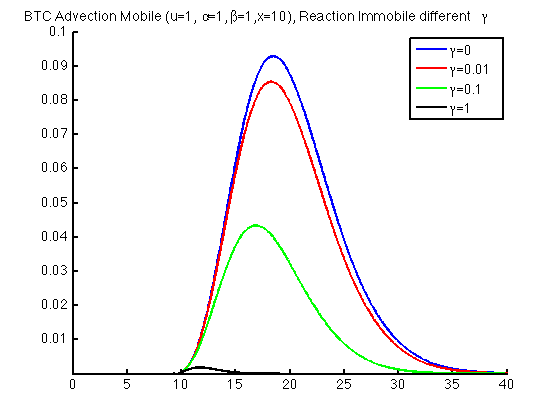 BTC Advection Mobile (u=1, α=1,β=1,x=10), Reaction Immobile different γ
0.1
γ=0
γ=0.01
γ=0.1
γ=1
0.09
0.08
0.07
0.06
0.05
0.04
0.03
0.02
0.01
0 5 10 15 20 25 30 35 40